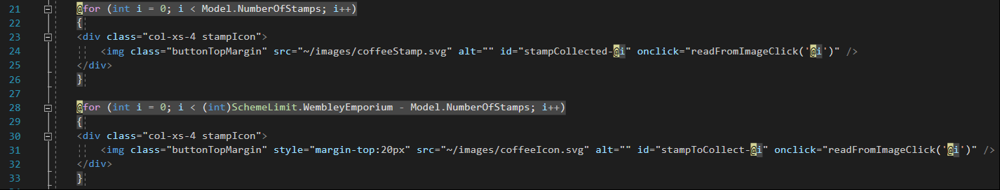 21 @for (int i = 0; i < Model.NumberOfStamps; i++)
22 {
23 <div class="col-xs-4 stampIcon">
24 <img class="buttonTopMargin" src="~/images/coffeeStamp.svg" alt="" id="stampCollected-@i" onclick="readFromImageClick('@i')" />
25 </div>
26 }
27
28 @for (int i = 0; i < (int)SchemeLimit.WembleyEmporium - Model.NumberOfStamps; i++)
29 {
30 <div class="col-xs-4 stampIcon">
31 <img class="buttonTopMargin" style="margin-top:20px" src="~/images/coffeeIcon.svg" alt="" id="stampToCollect-@i" onclick="readFromImageClick('@i')" />
32 </div>
33 }